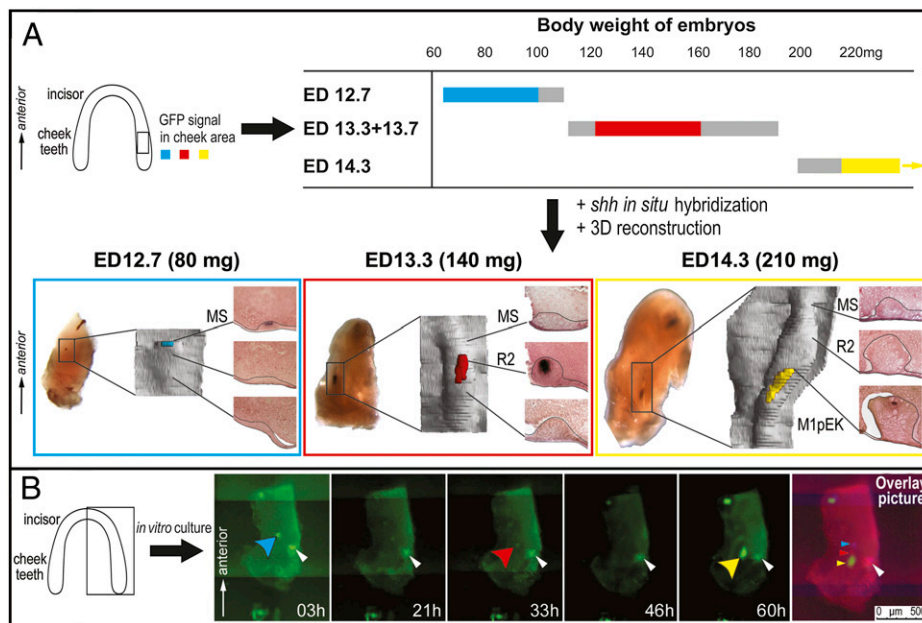 A
Body weight of embryos
60 80 100 120 140 160 200 220mg
anterior
incisor
cheek
teeth
GFP signal
in cheek area
ED 12.7
ED 13.3+13.7
ED 14.3
+ shh in situ hybridization
+ 3D reconstruction
ED12.7 (80 mg)
ED13.3 (140 mg)
ED14.3 (210 mg)
anterior
MS
MS
R2
MS
R2
M1pEK
B
incisor
cheek
teeth
in vitro culture
anterior
03h
21h
33h
46h
60h
Overlay
picture
0 µm 500